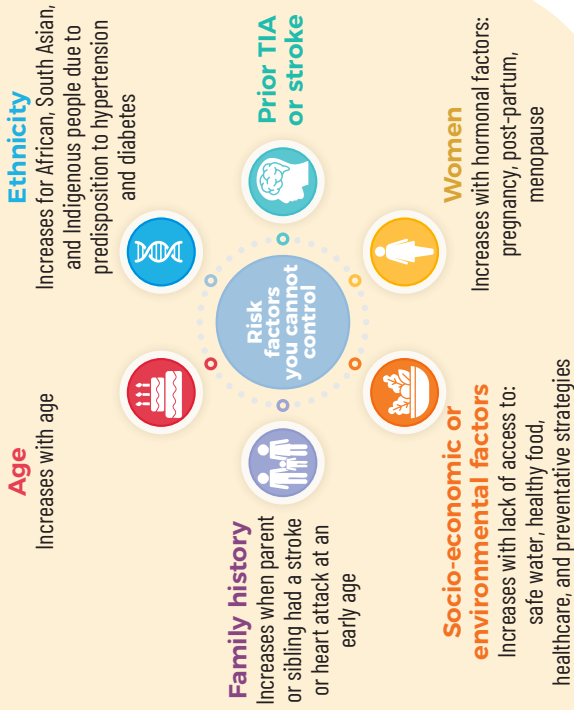 Risk
factors
you cannot
control
Age
Increases with age
Ethnicity
Increases for African, South Asian,
and Indigenous people due to
predisposition to hypertension
and diabetes
Prior TIA
or stroke
Women
Increases with hormonal factors:
pregnancy, post-partum,
menopause
Socio-economic or
environmental factors
Increases with lack of access to:
safe water, healthy food,
healthcare, and preventative strategies
Family history
Increases when parent
or sibling had a stroke
or heart attack at an
early age